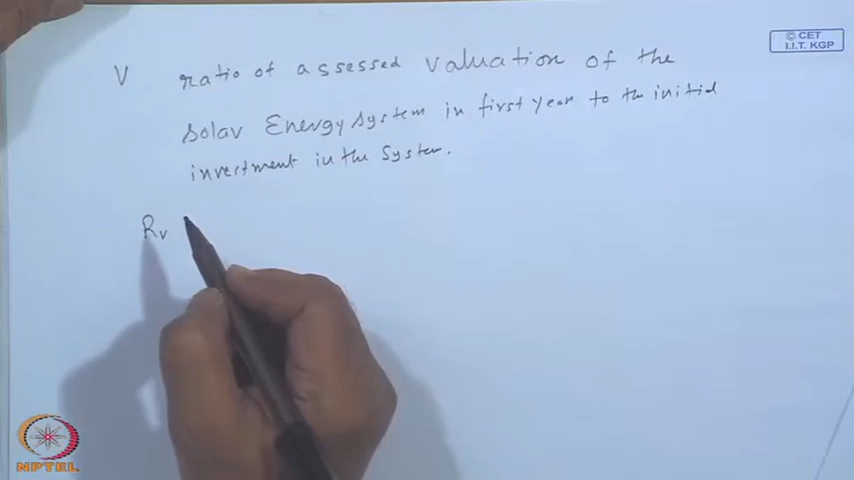 © CET
I.I.T. KGP
V ratio of assessed valuation of the
Solar Energy System in first year to the initial
investment in the System.
Rv
NPTEL